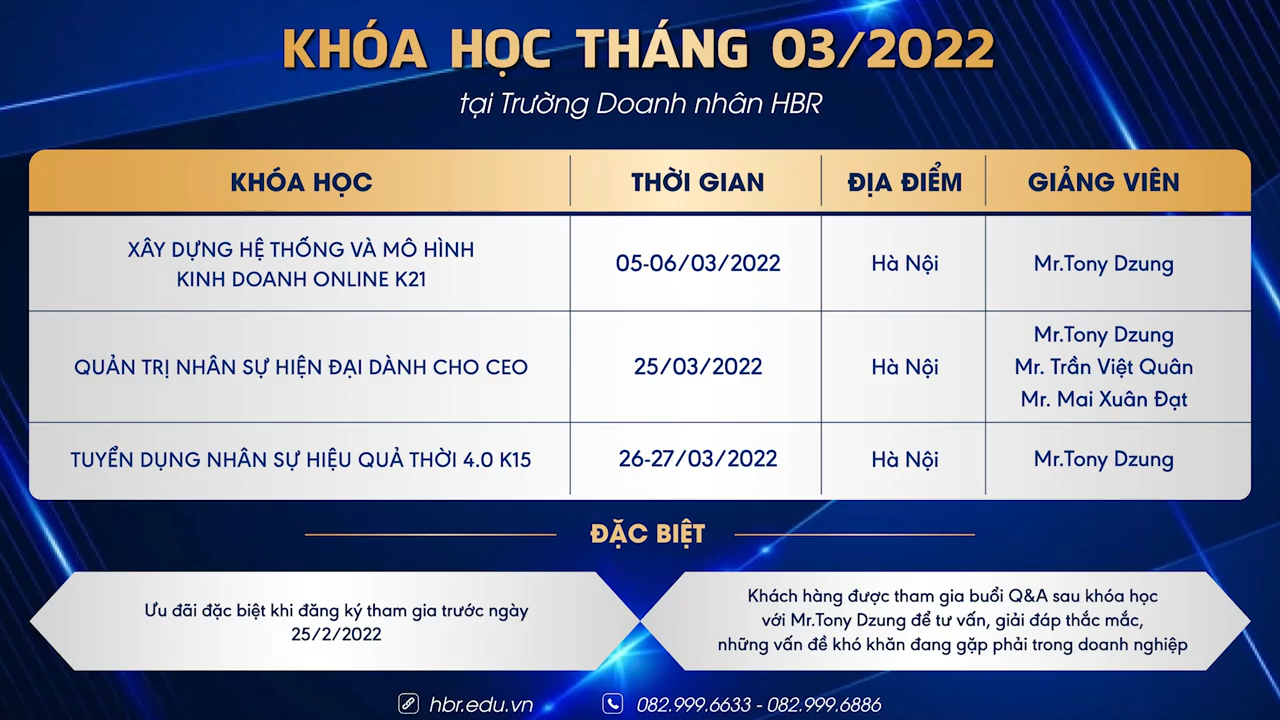 KHÓA HỌC THÁNG 03/2022
tại Trường Doanh nhân HBR
KHÓA HỌC THỜI GIAN ĐỊA ĐIỂM GIẢNG VIÊN
XÂY DỰNG HỆ THỐNG VÀ MÔ HÌNH
KINH DOANH ONLINE K21
05-06/03/2022
Hà Nội
Mr.Tony Dzung
QUẢN TRỊ NHÂN SỰ HIỆN ĐẠI DÀNH CHO CEO
25/03/2022
Hà Nội
Mr.Tony Dzung
Mr. Trần Việt Quân
Mr. Mai Xuân Đạt
TUYỂN DỤNG NHÂN SỰ HIỆU QUẢ THỜI 4.0 K15
26-27/03/2022
Hà Nội
Mr.Tony Dzung
ĐẶC BIỆT
Ưu đãi đặc biệt khi đăng ký tham gia trước ngày
25/2/2022
Khách hàng được tham gia buổi Q&A sau khóa học
với Mr.Tony Dzung để tư vấn, giải đáp thắc mắc,
những vấn đề khó khăn đang gặp phải trong doanh nghiệp
hbr.edu.vn 082.999.6633 - 082.999.6886